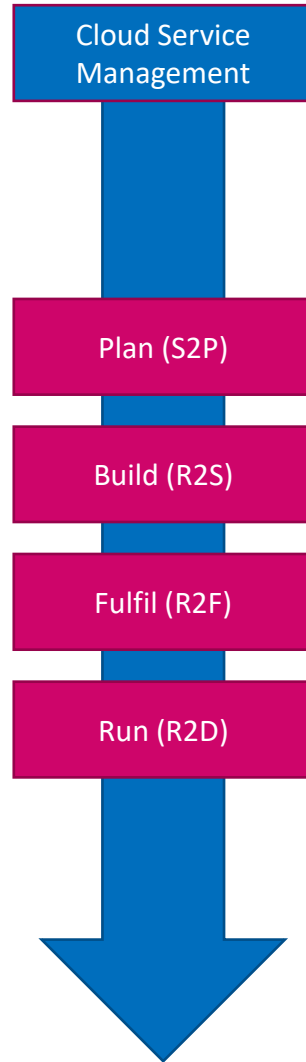 Cloud Service
Management
Plan (S2P)
Build (R2S)
Fulfil (R2F)
Run (R2D)